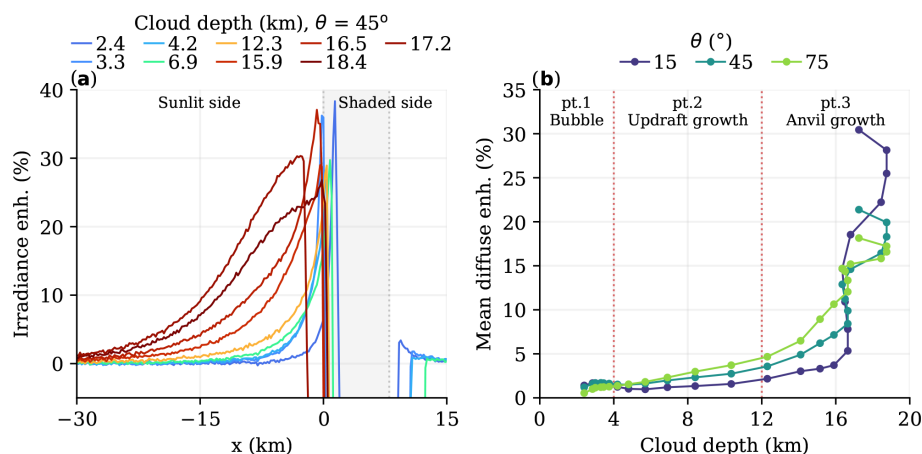 Cloud depth (km), θ = 45º
2.4 4.2 12.3 16.5 17.2
3.3 6.9 15.9 18.4
(a)
Sunlit side Shaded side
40
30
20
10
0
Irradiance enh. (%)
−30 −15 0 15
x (km)
θ (°)
15 45 75
(b)
pt.1 pt.2 pt.3
Bubble Updraft growth Anvil growth
35
30
25
20
15
10
5
0
Mean diffuse enh. (%)
0 4 8 12 16 20
Cloud depth (km)